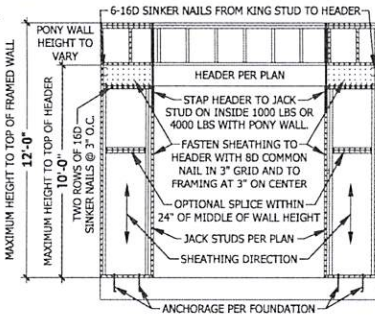 6-16D SINKER NAILS FROM KING STUD TO HEADER
PONY WALL
HEIGHT TO
VARY
HEADER PER PLAN
STAP HEADER TO JACK
STUD ON INSIDE 1000 LBS OR
4000 LBS WITH PONY WALL.
FASTEN SHEATHING TO
HEADER WITH 8D COMMON
NAIL IN 3" GRID AND TO
FRAMING AT 3" ON CENTER
OPTIONAL SPLICE WITHIN
24" OF MIDDLE OF WALL HEIGHT
JACK STUDS PER PLAN
SHEATHING DIRECTION
ANCHORAGE PER FOUNDATION
MAXIMUM HEIGHT TO TOP OF FRAMED WALL
12'-0"
MAXIMUM HEIGHT TO TOP OF HEADER
10'-0"
TWO ROWS OF 16D
SINKER NAILS @ 3" O.C.